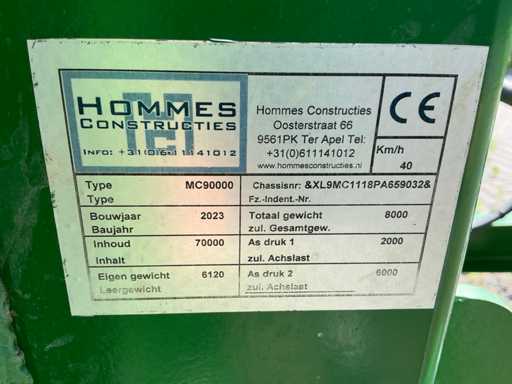 HOMMES
CONSTRUCTIES
INFO: +31(0)611141012
Hommes Constructies
Oosterstraat 66
9561PK Ter Apel Tel:
+31(0)611141012
www.hommesconstructies.nl
CE
Km/h
40
Type MC90000
Type
Chassisnr: &XL9MC1118PA659032&
Fz.-Indent.-Nr.
Bouwjaar 2023
Baujahr
Totaal gewicht 8000
zul. Gesamtgew.
Inhoud 70000
Inhalt
As druk 1 2000
zul. Achslast
Eigen gewicht 6120
Leergewicht
As druk 2 6000
zul. Achslast